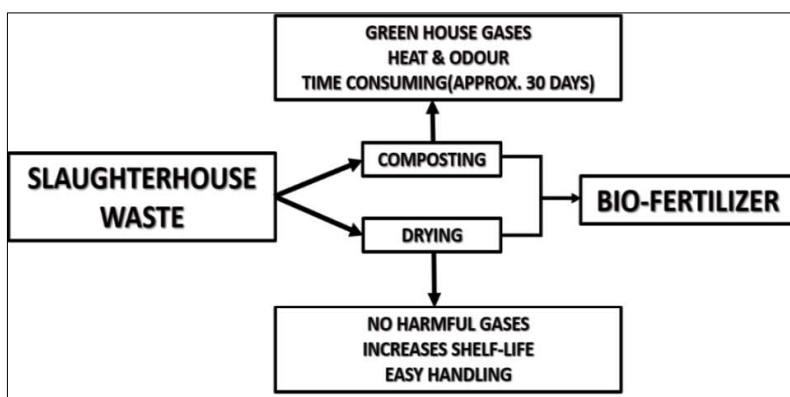 GREEN HOUSE GASES
HEAT & ODOUR
TIME CONSUMING(APPROX. 30 DAYS)
COMPOSTING
SLAUGHTERHOUSE
WASTE
BIO-FERTILIZER
DRYING
NO HARMFUL GASES
INCREASES SHELF-LIFE
EASY HANDLING